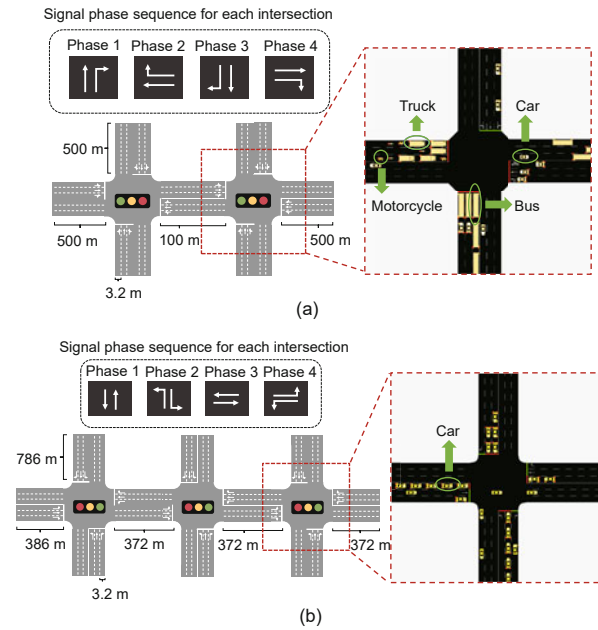 Signal phase sequence for each intersection
Phase 1 Phase 2 Phase 3 Phase 4
Truck Car
500 m
Motorcycle Bus
500 m 100 m 500 m
3.2 m
(a)
Signal phase sequence for each intersection
Phase 1 Phase 2 Phase 3 Phase 4
Car
786 m
386 m 372 m 372 m 372 m
3.2 m
(b)